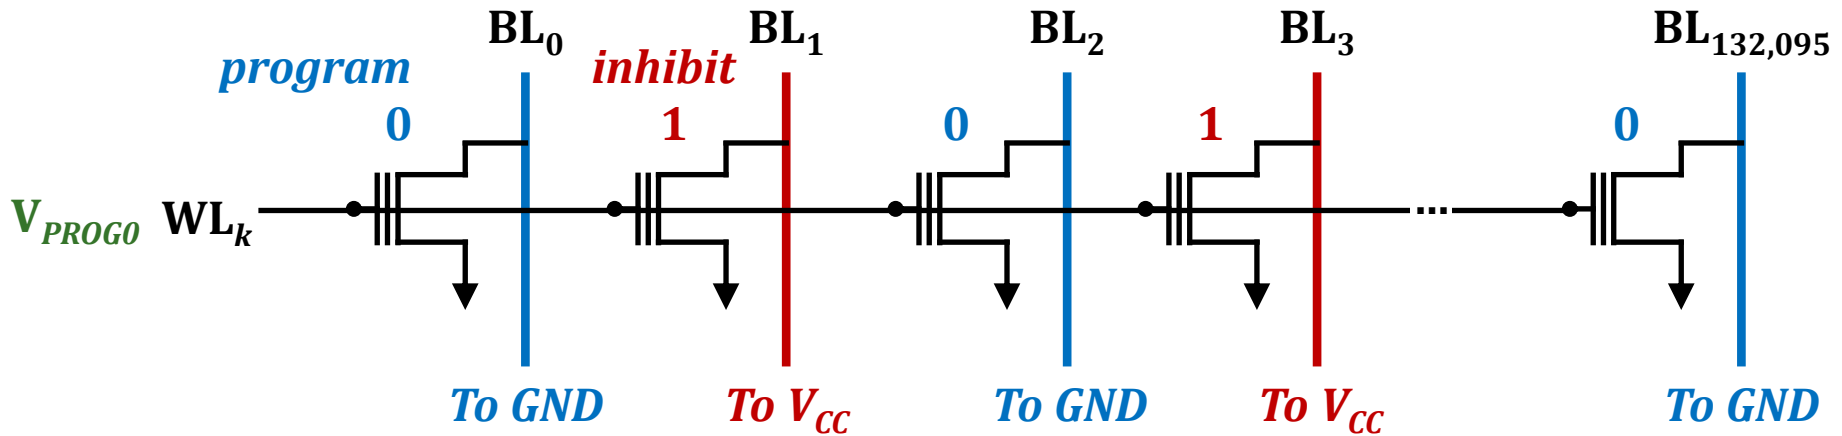 BL0 BL1 BL2 BL3 BL132,095
program inhibit
0 1 0 1 0
VPROG0 WLk ...
To GND To VCC To GND To VCC To GND